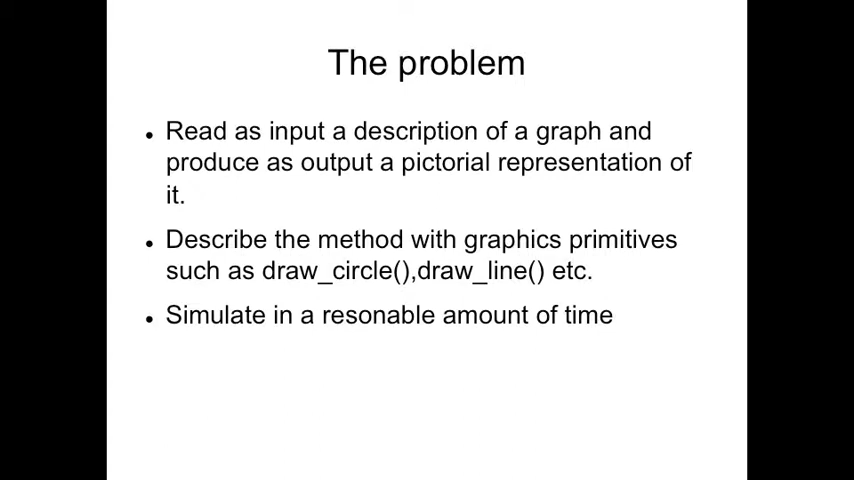 The problem
• Read as input a description of a graph and
produce as output a pictorial representation of
it.
• Describe the method with graphics primitives
such as draw_circle(),draw_line() etc.
• Simulate in a resonable amount of time